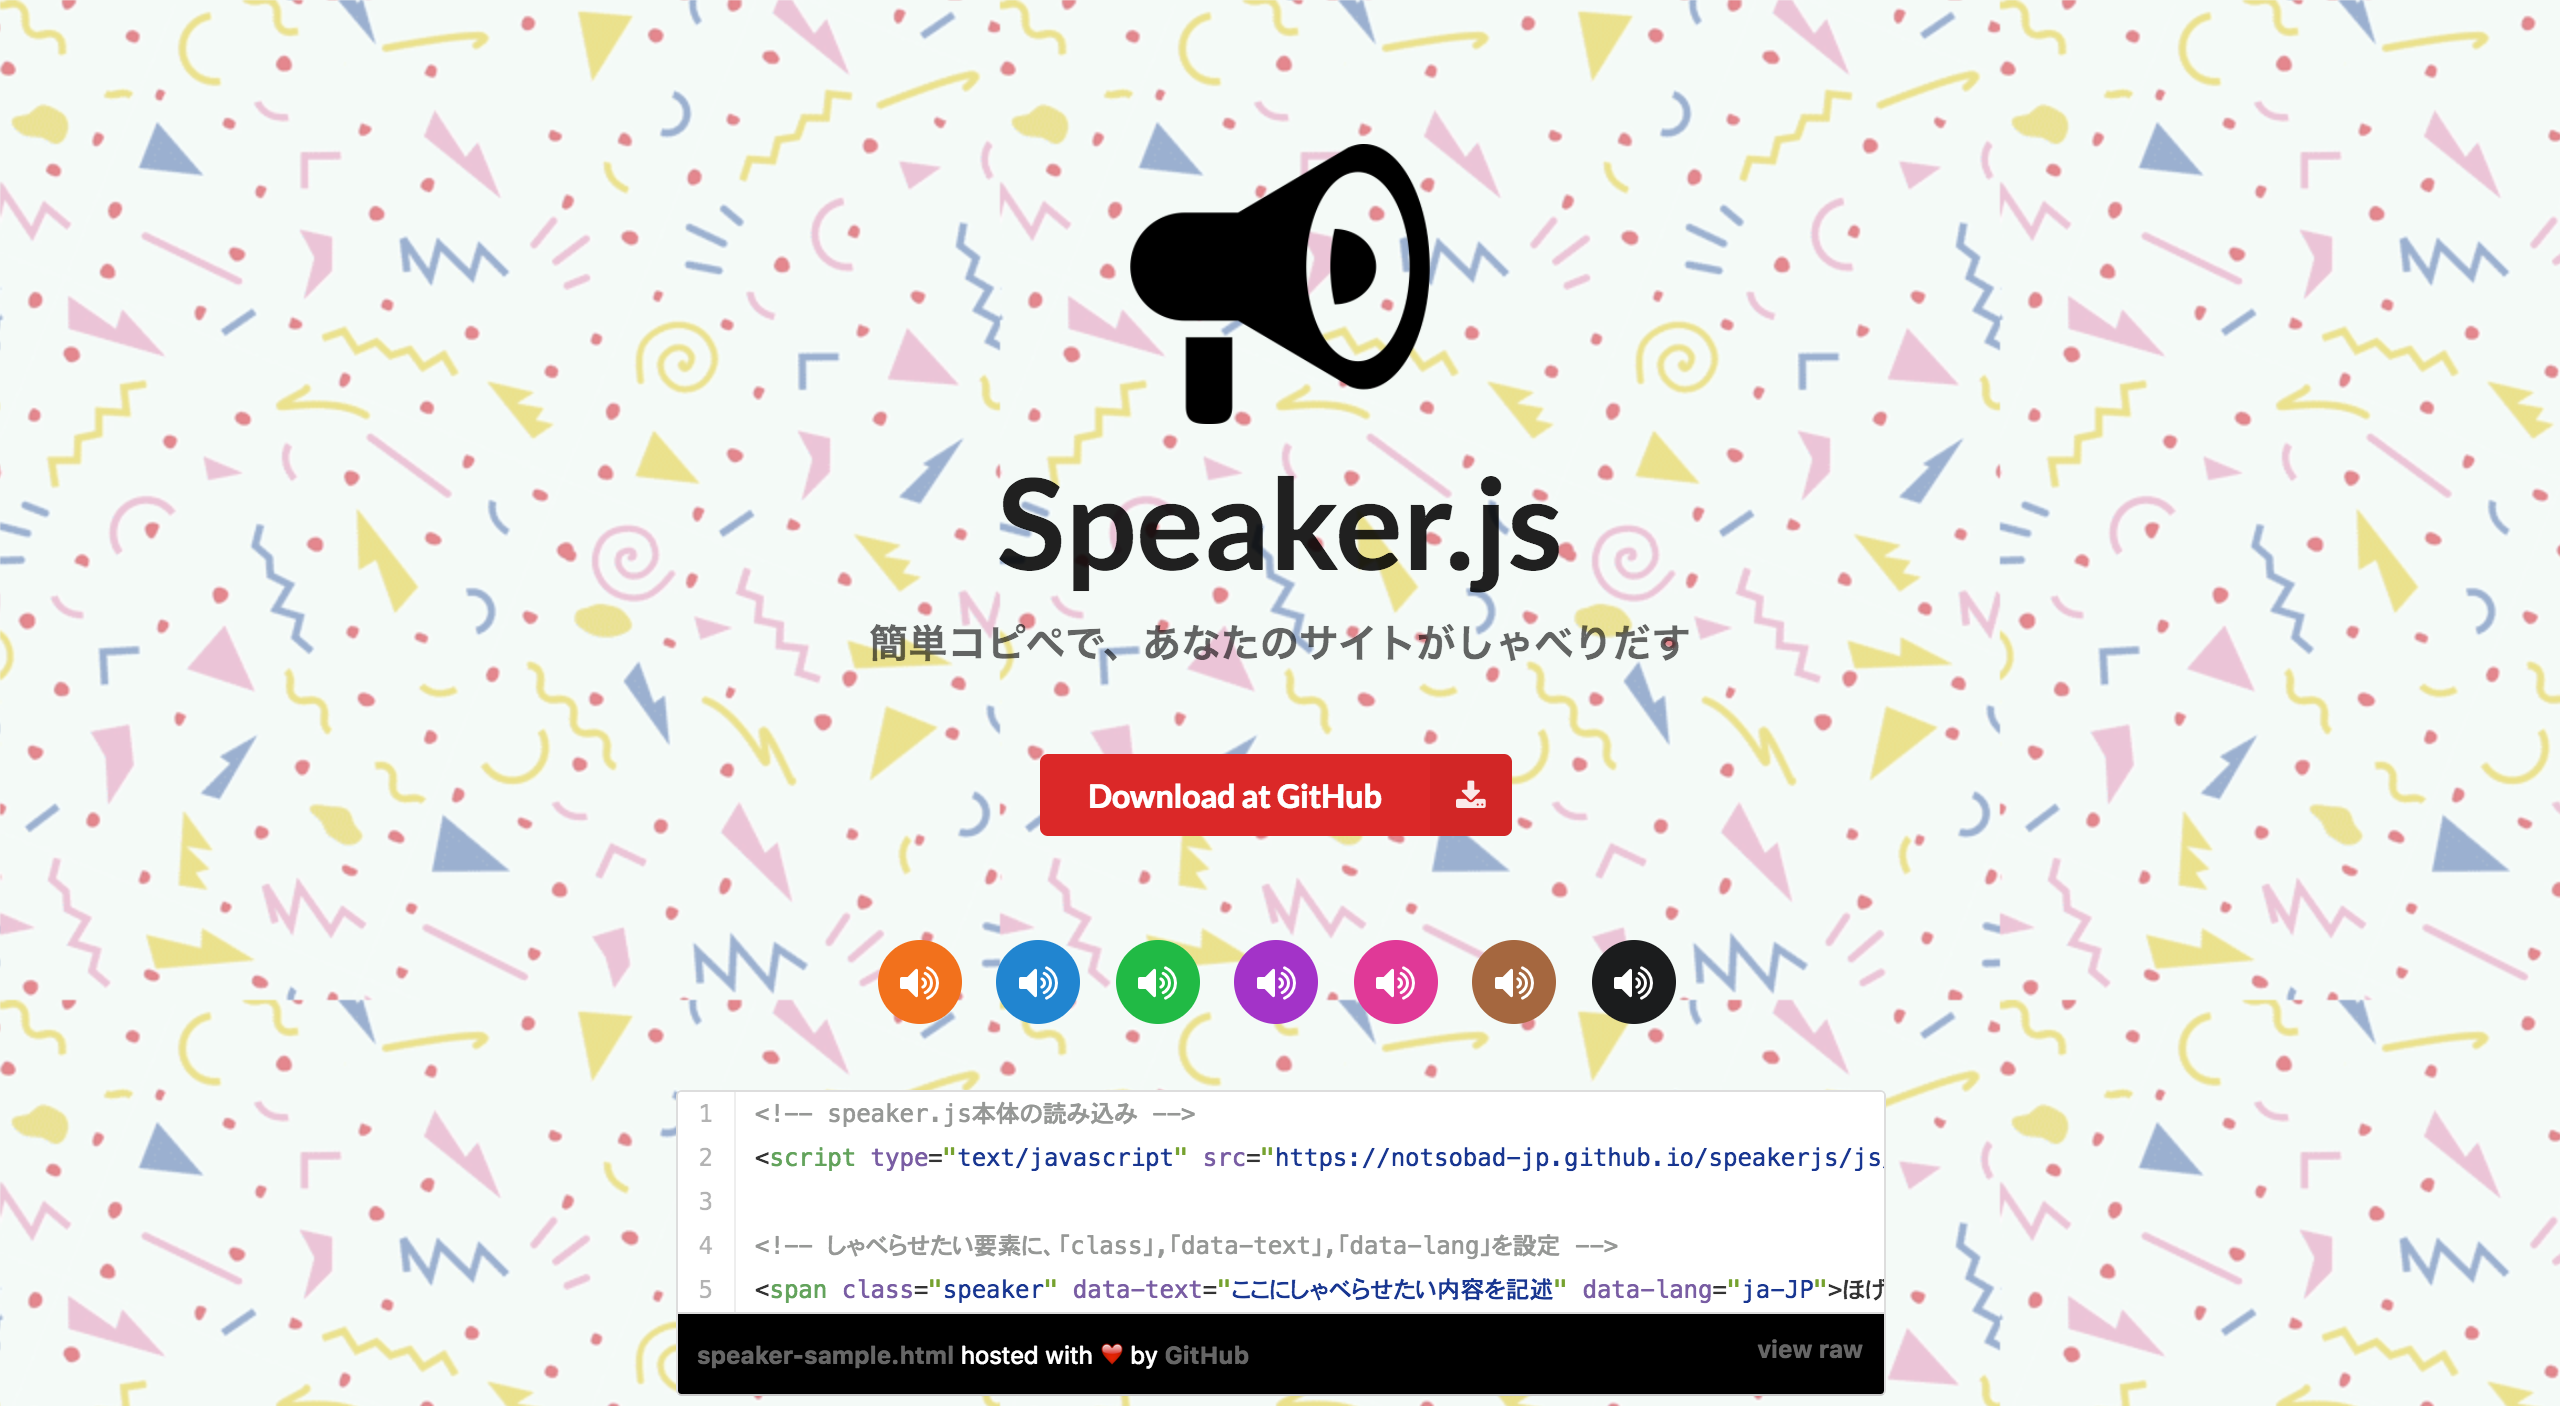 Speaker.js
簡単コピペで、あなたのサイトがしゃべりだす
Download at GitHub
1 <!-- speaker.js本体の読み込み -->
2 <script type="text/javascript" src="https://notsobad-jp.github.io/speakerjs/js
3
4 <!-- しゃべらせたい要素に、「class」,「data-text」,「data-lang」を設定 -->
5 <span class="speaker" data-text="ここにしゃべらせたい内容を記述" data-lang="ja-JP">ほげ
speaker-sample.html hosted with ❤ by GitHub
view raw